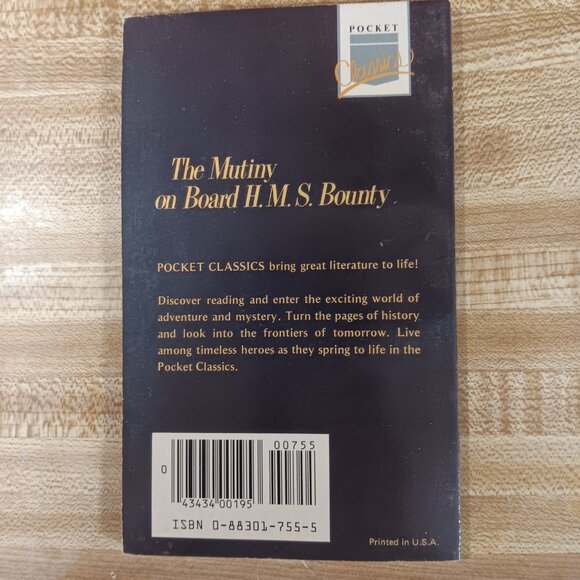 POCKET
Classics
The Mutiny
on Board H. M. S. Bounty
POCKET CLASSICS bring great literature to life!
Discover reading and enter the exciting world of
adventure and mystery. Turn the pages of history
and look into the frontiers of tomorrow. Live
among timeless heroes as they spring to life in the
Pocket Classics.
00755
0
43434 00195
ISBN 0-88301-755-5
Printed in U.S.A.